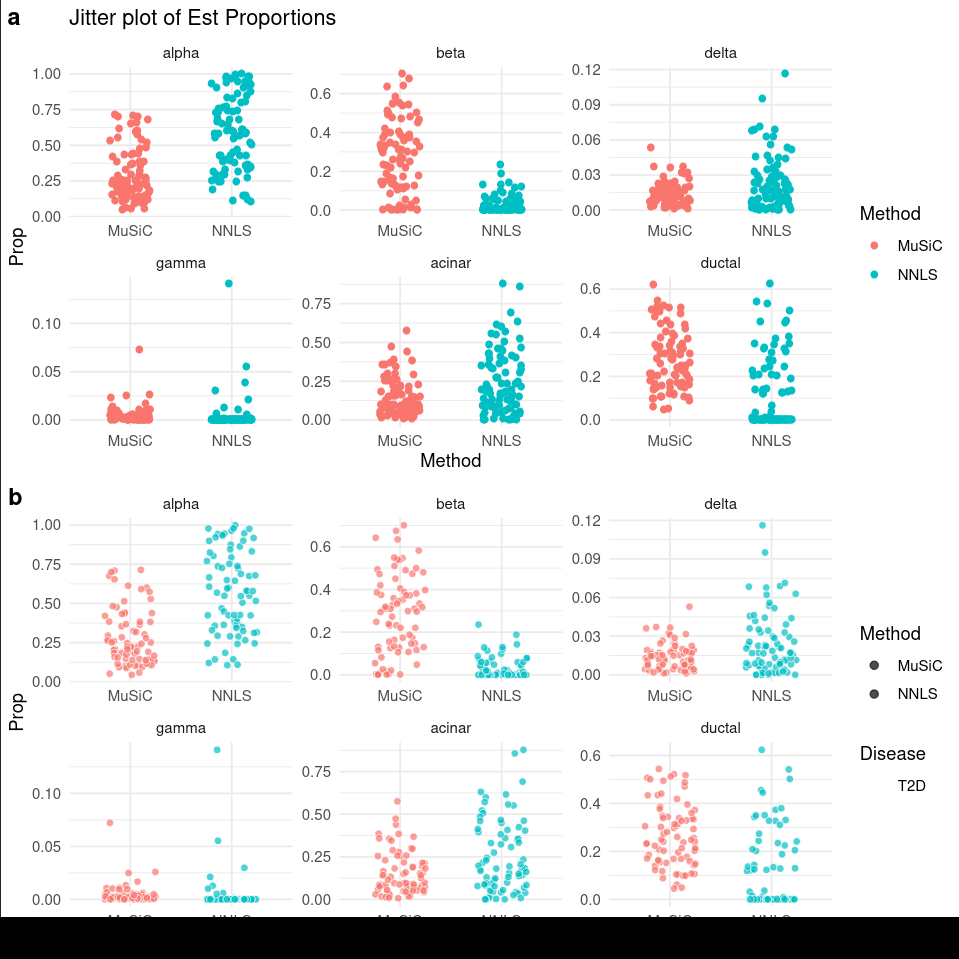 a
Jitter plot of Est Proportions
alpha
beta
delta
1.00
0.75
0.50
0.25
0.00
0.6
0.4
0.2
0.0
0.12
0.09
0.06
0.03
0.00
MuSiC NNLS
MuSiC NNLS
MuSiC NNLS
gamma
acinar
ductal
0.10
0.05
0.00
0.75
0.50
0.25
0.00
0.6
0.4
0.2
0.0
MuSiC NNLS
MuSiC NNLS
MuSiC NNLS
Prop
Method
Method
MuSiC
NNLS
b
alpha
beta
delta
1.00
0.75
0.50
0.25
0.00
0.6
0.4
0.2
0.0
0.12
0.09
0.06
0.03
0.00
MuSiC NNLS
MuSiC NNLS
MuSiC NNLS
gamma
acinar
ductal
0.10
0.05
0.00
0.75
0.50
0.25
0.00
0.6
0.4
0.2
0.0
Prop
Method
MuSiC
NNLS
Disease
T2D